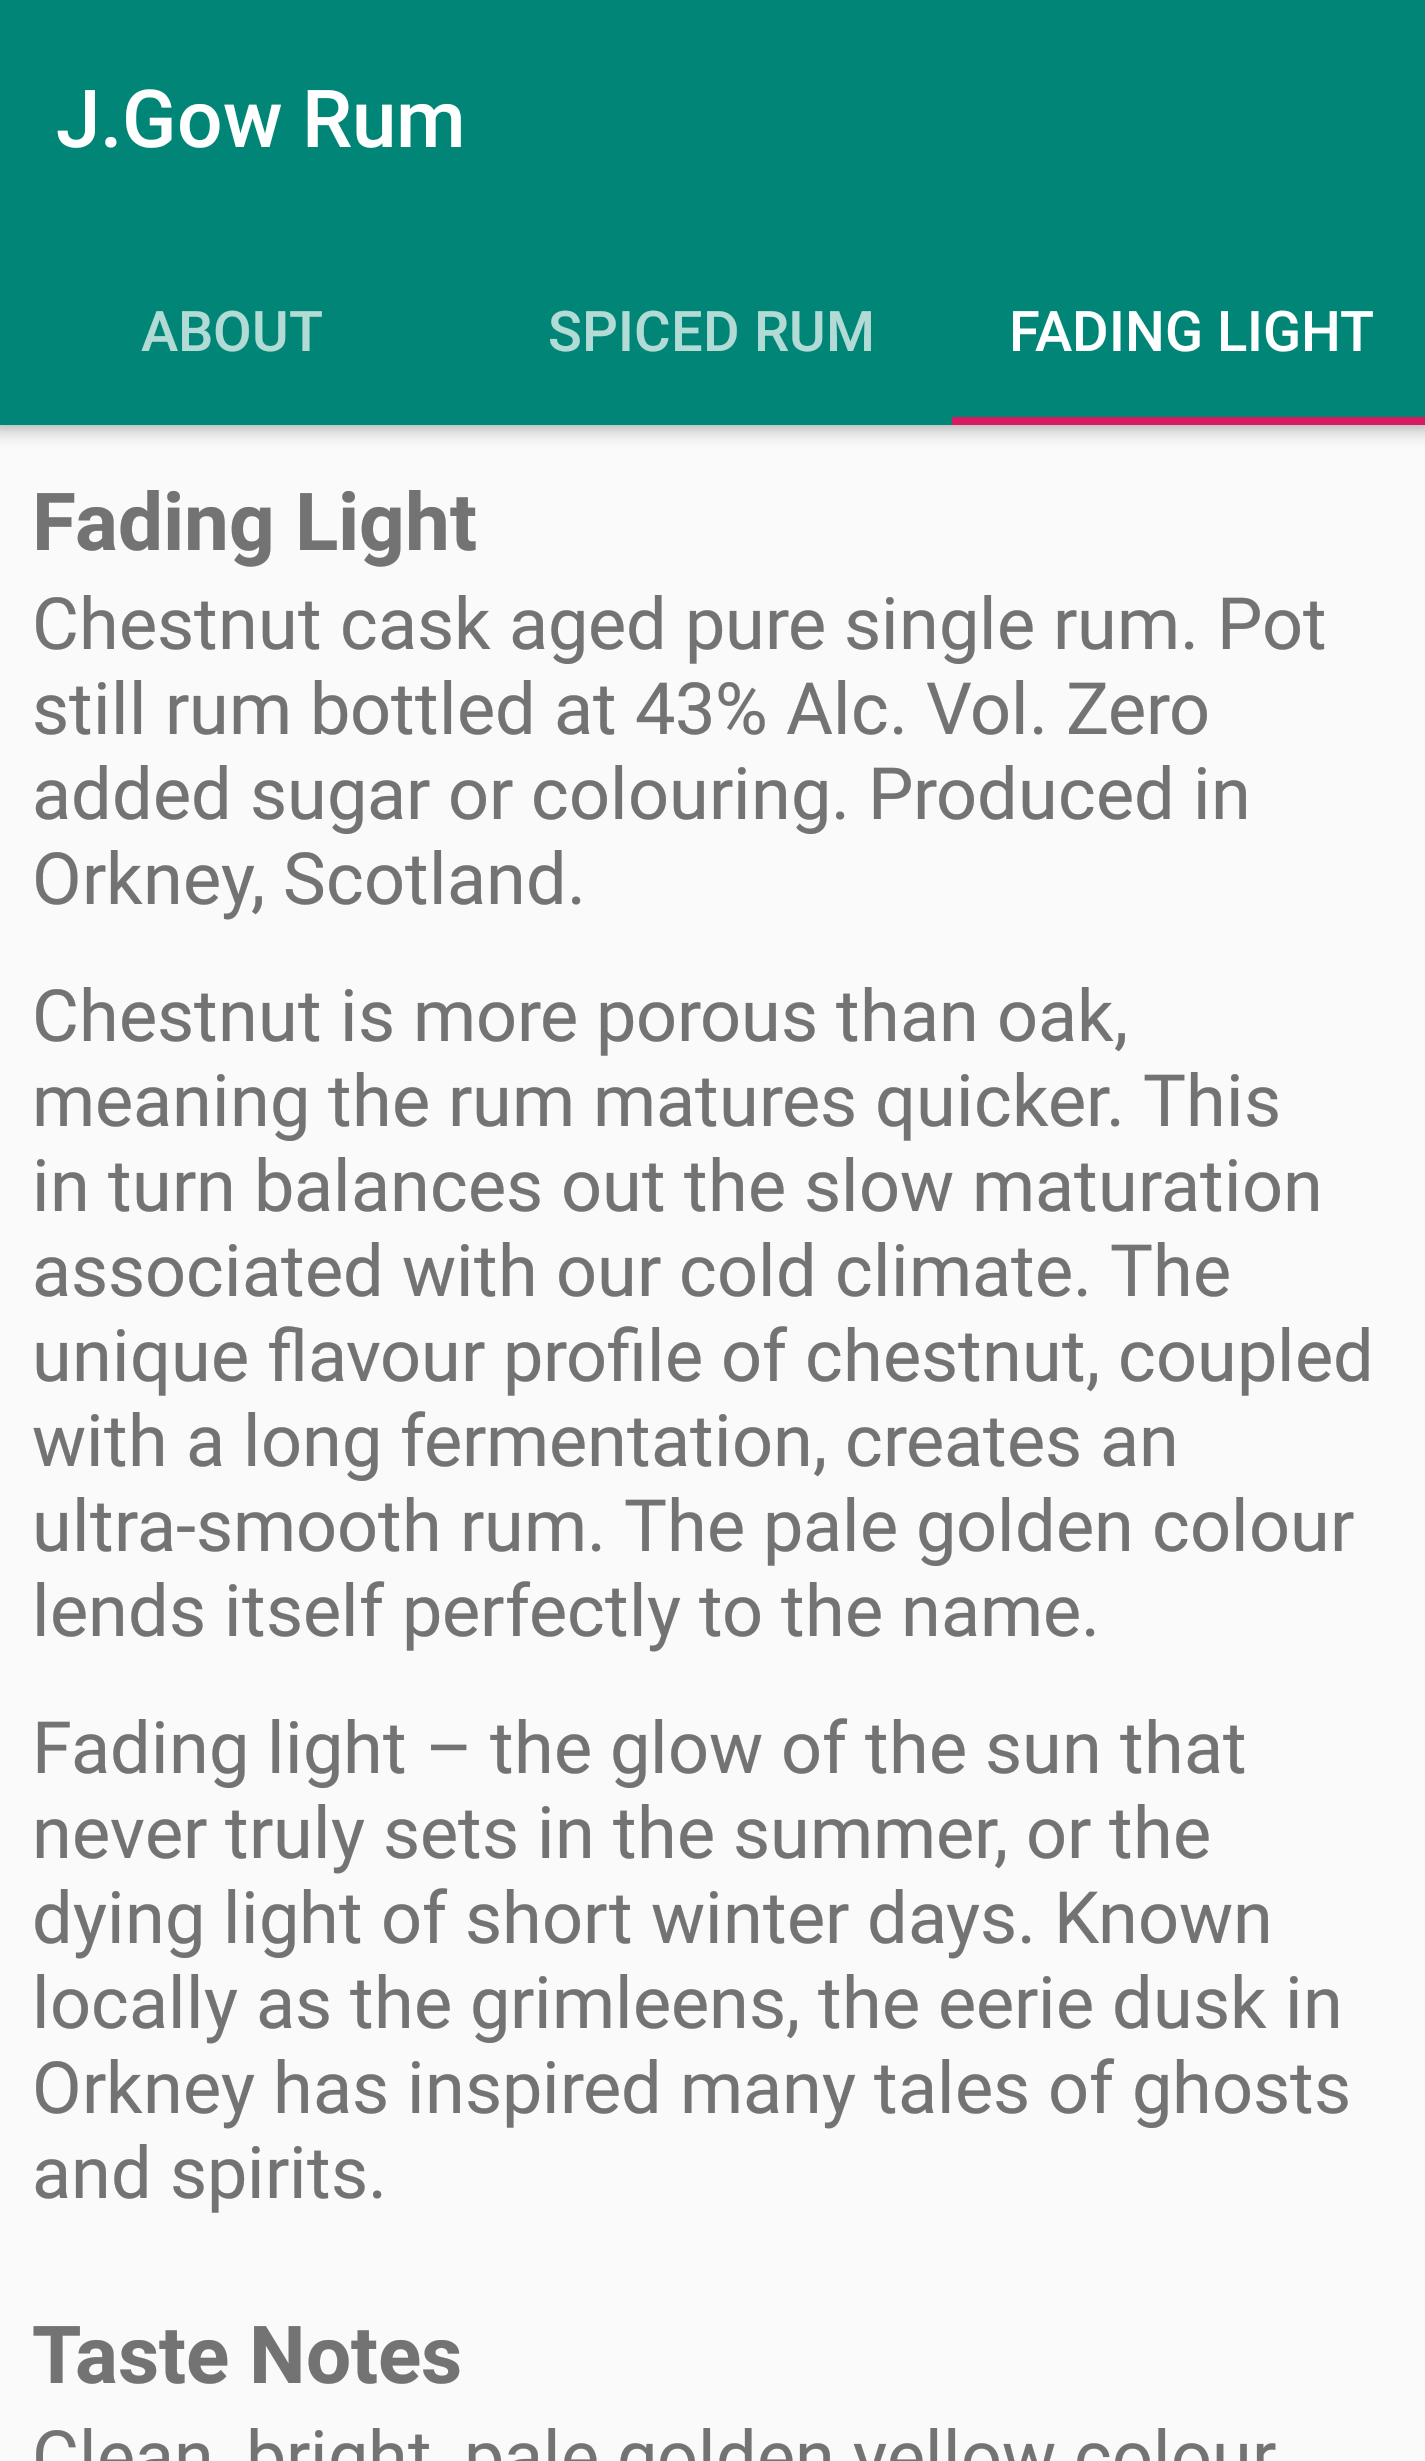 J.Gow Rum
ABOUT
SPICED RUM
FADING LIGHT
Fading Light
Chestnut cask aged pure single rum. Pot
still rum bottled at 43% Alc. Vol. Zero
added sugar or colouring. Produced in
Orkney, Scotland.
Chestnut is more porous than oak,
meaning the rum matures quicker. This
in turn balances out the slow maturation
associated with our cold climate. The
unique flavour profile of chestnut, coupled
with a long fermentation, creates an
ultra-smooth rum. The pale golden colour
lends itself perfectly to the name.
Fading light – the glow of the sun that
never truly sets in the summer, or the
dying light of short winter days. Known
locally as the grimleens, the eerie dusk in
Orkney has inspired many tales of ghosts
and spirits.
Taste Notes
Clean, bright, pale golden yellow colour